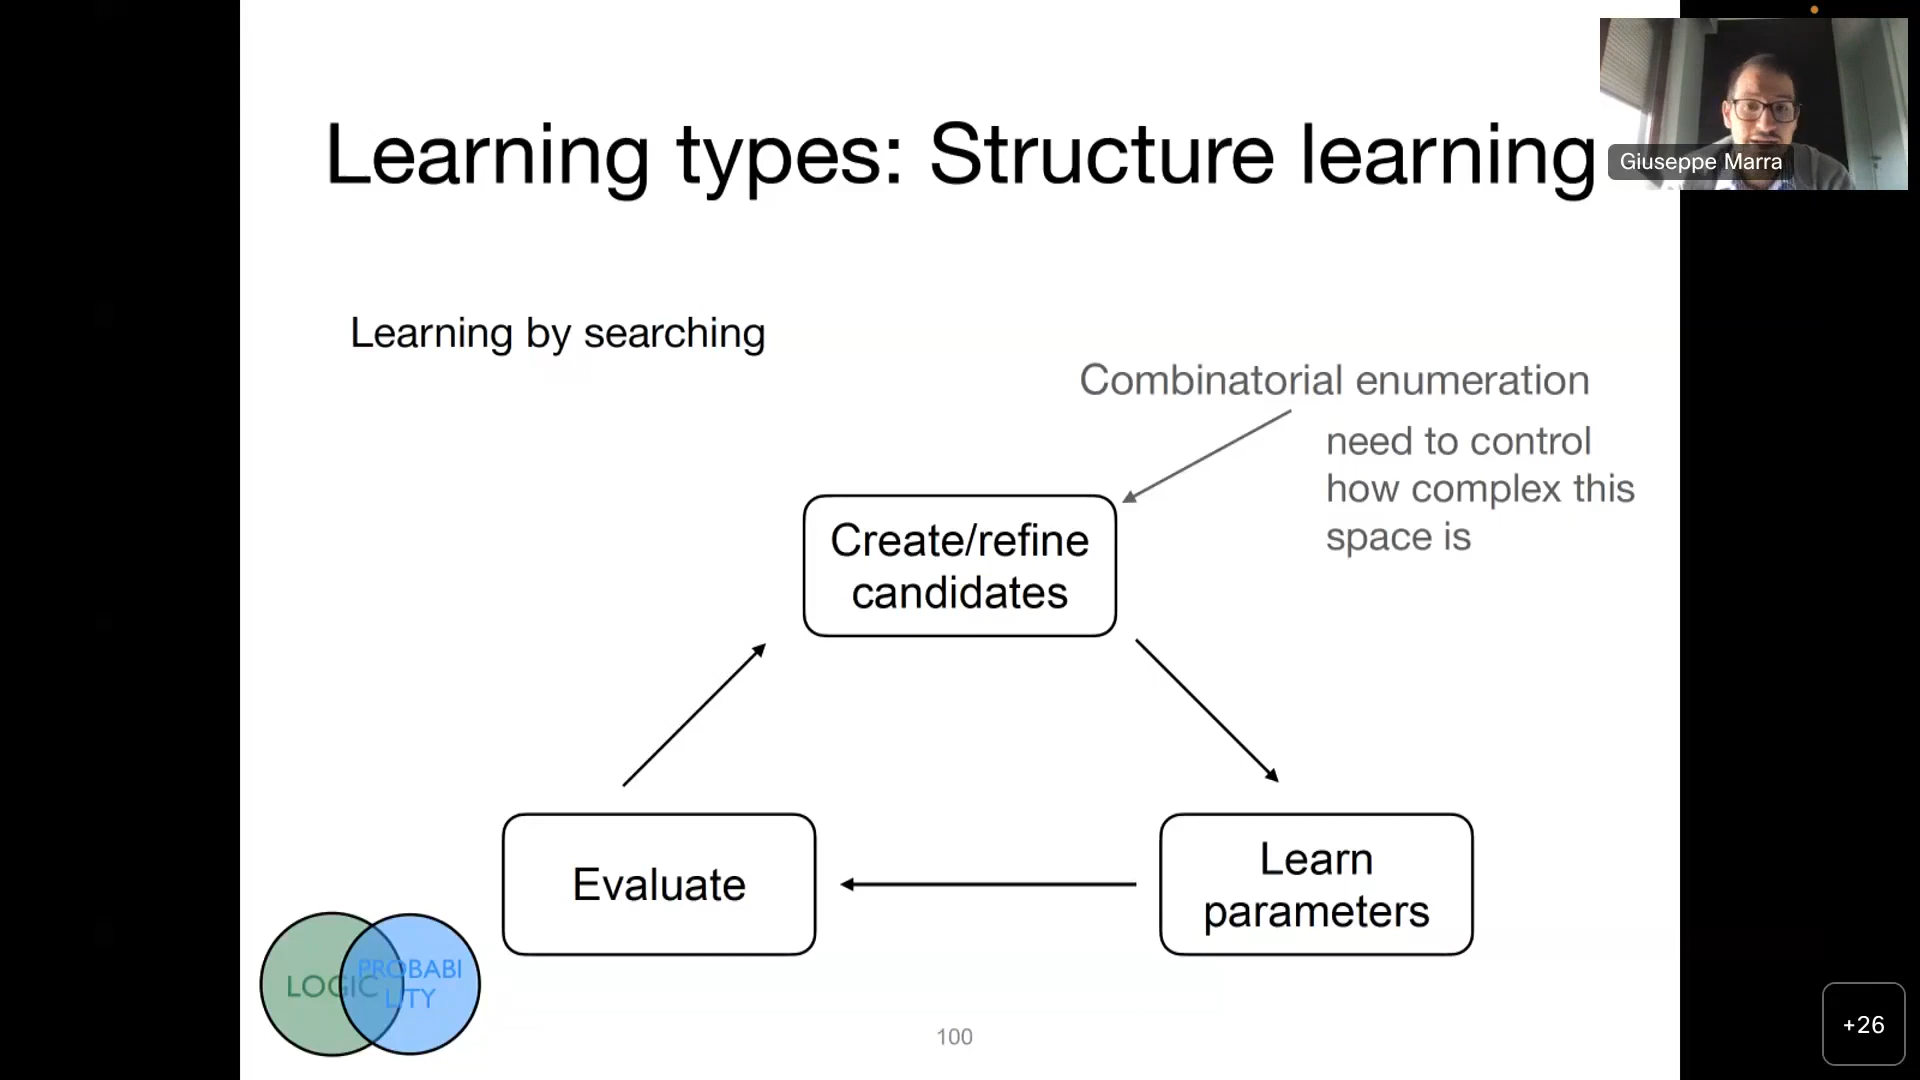 Learning types: Structure learning
Giuseppe Marra
Learning by searching
Combinatorial enumeration
need to control
how complex this
space is
Create/refine
candidates
Evaluate
Learn
parameters
LOGIC
PROBABI
LITY
100
+26